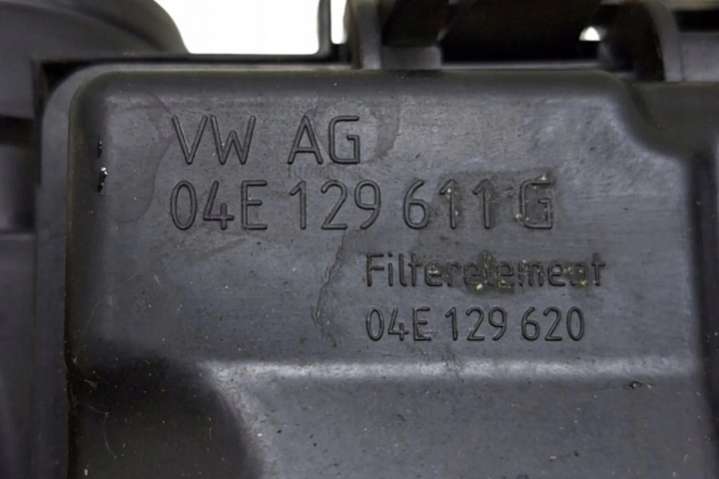 VW AG
04E 129 611 G
Filterelement
04E 129 620